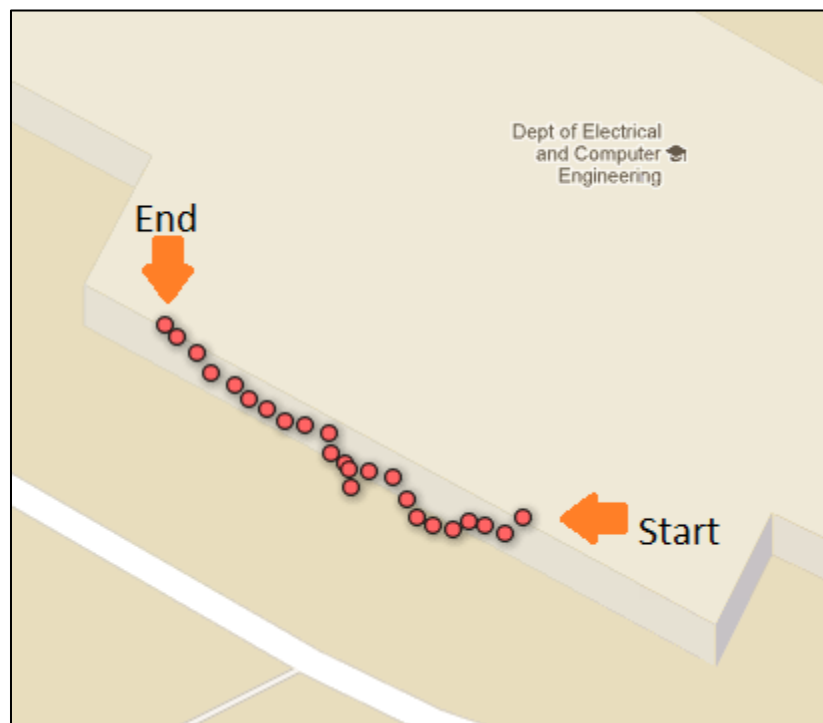 Dept of Electrical
and Computer
Engineering
End
Start